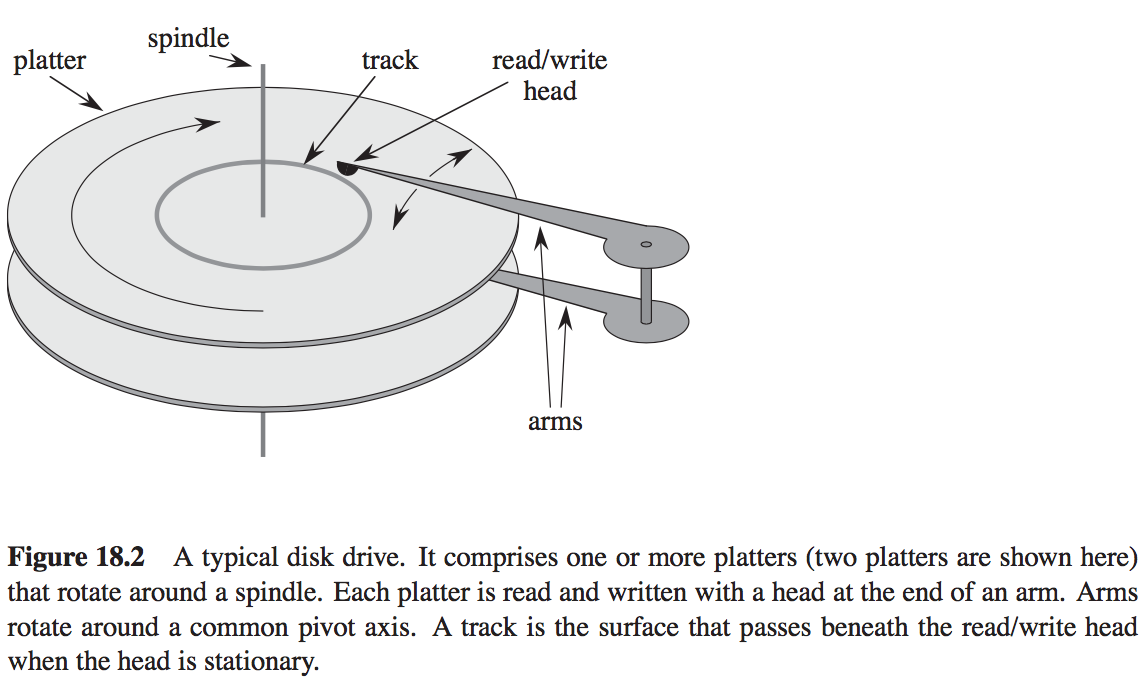 spindle
platter
track
read/write
head
arms
Figure 18.2 A typical disk drive. It comprises one or more platters (two platters are shown here)
that rotate around a spindle. Each platter is read and written with a head at the end of an arm. Arms
rotate around a common pivot axis. A track is the surface that passes beneath the read/write head
when the head is stationary.